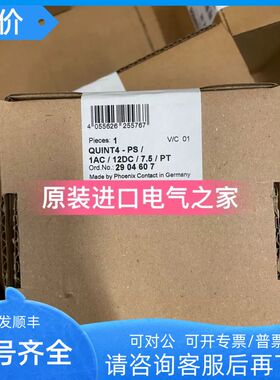 价
4 055626 255767
Pieces: 1
V/C 01
QUINT4 - PS /
1AC / 12DC / 7.5 / PT
Ord.No.: 29 04 60 7
Made by Phoenix Contact in Germany
原装进口电气之家
发顺丰
可对公/可开专票/普票
号齐全
请咨询客服后再下